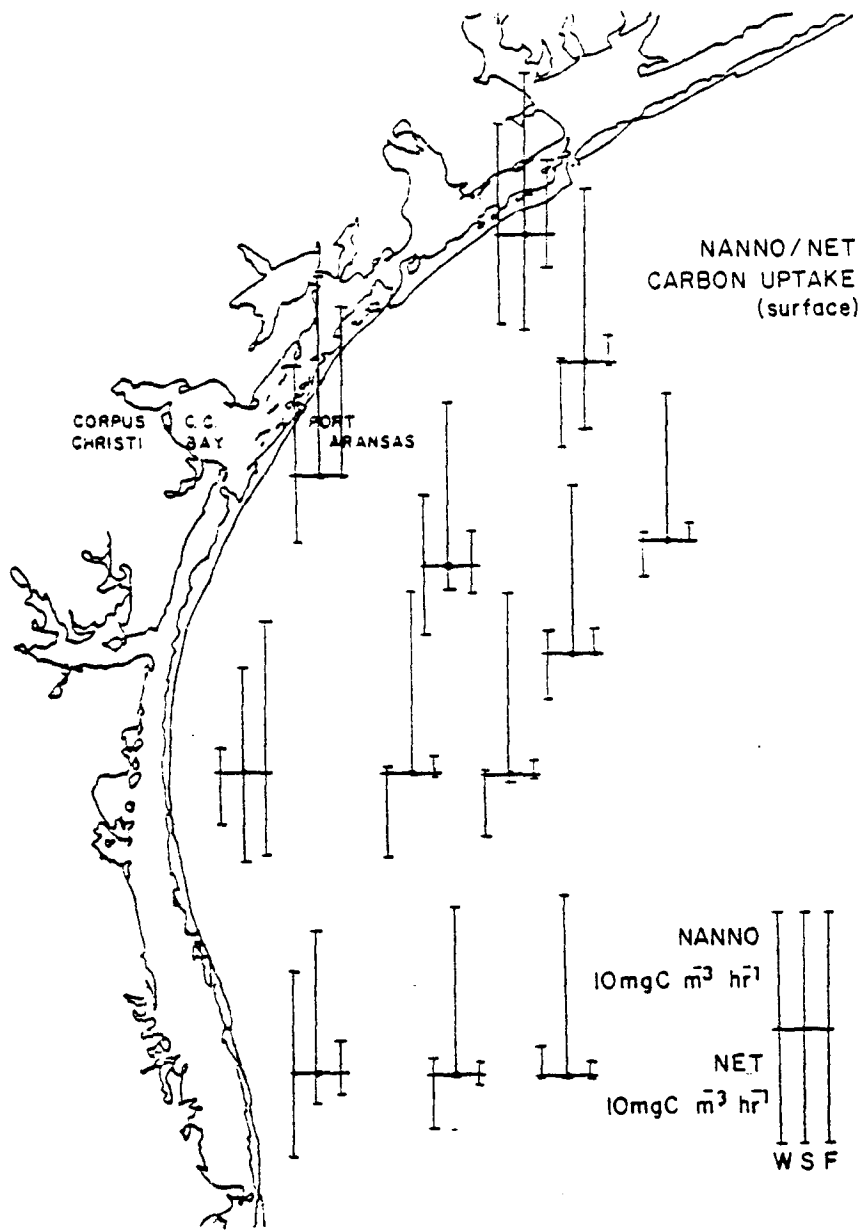 NANNO/NET
CARBON UPTAKE
(surface)
CORPUS CHRISTI
C.C. BAY
PORT ARANSAS
NANNO
10mgC m̄³ hr̄¹
NET
10mgC m̄³ hr̄¹
W S F